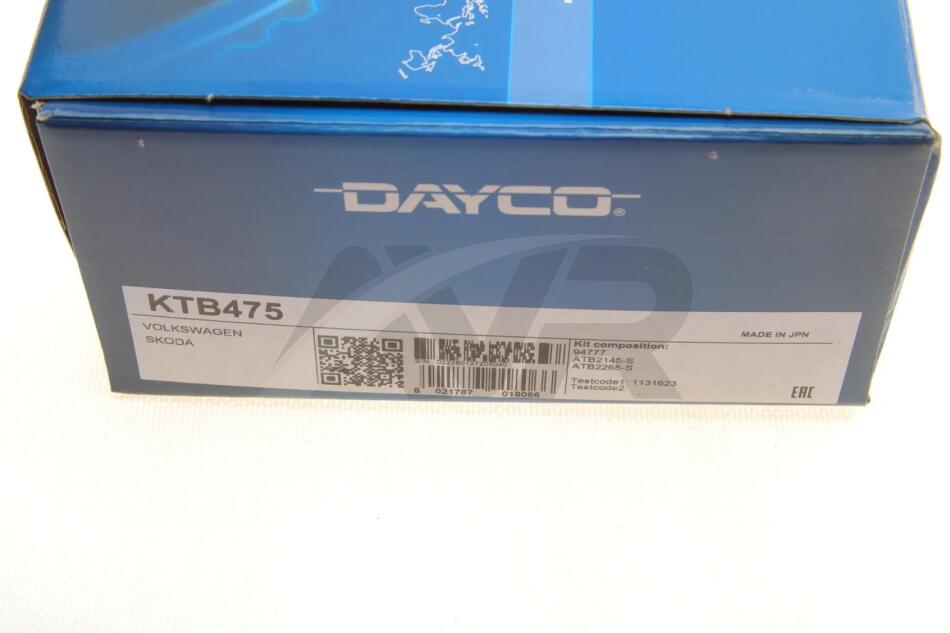 DAYCO®
AVR
KTB475
VOLKSWAGEN
SKODA
MADE IN JPN
Kit composition:
94777
ATB2145-S
ATB2268-S
Testcode1: 1131623
Testcode2:
8 021787 018066
EAC